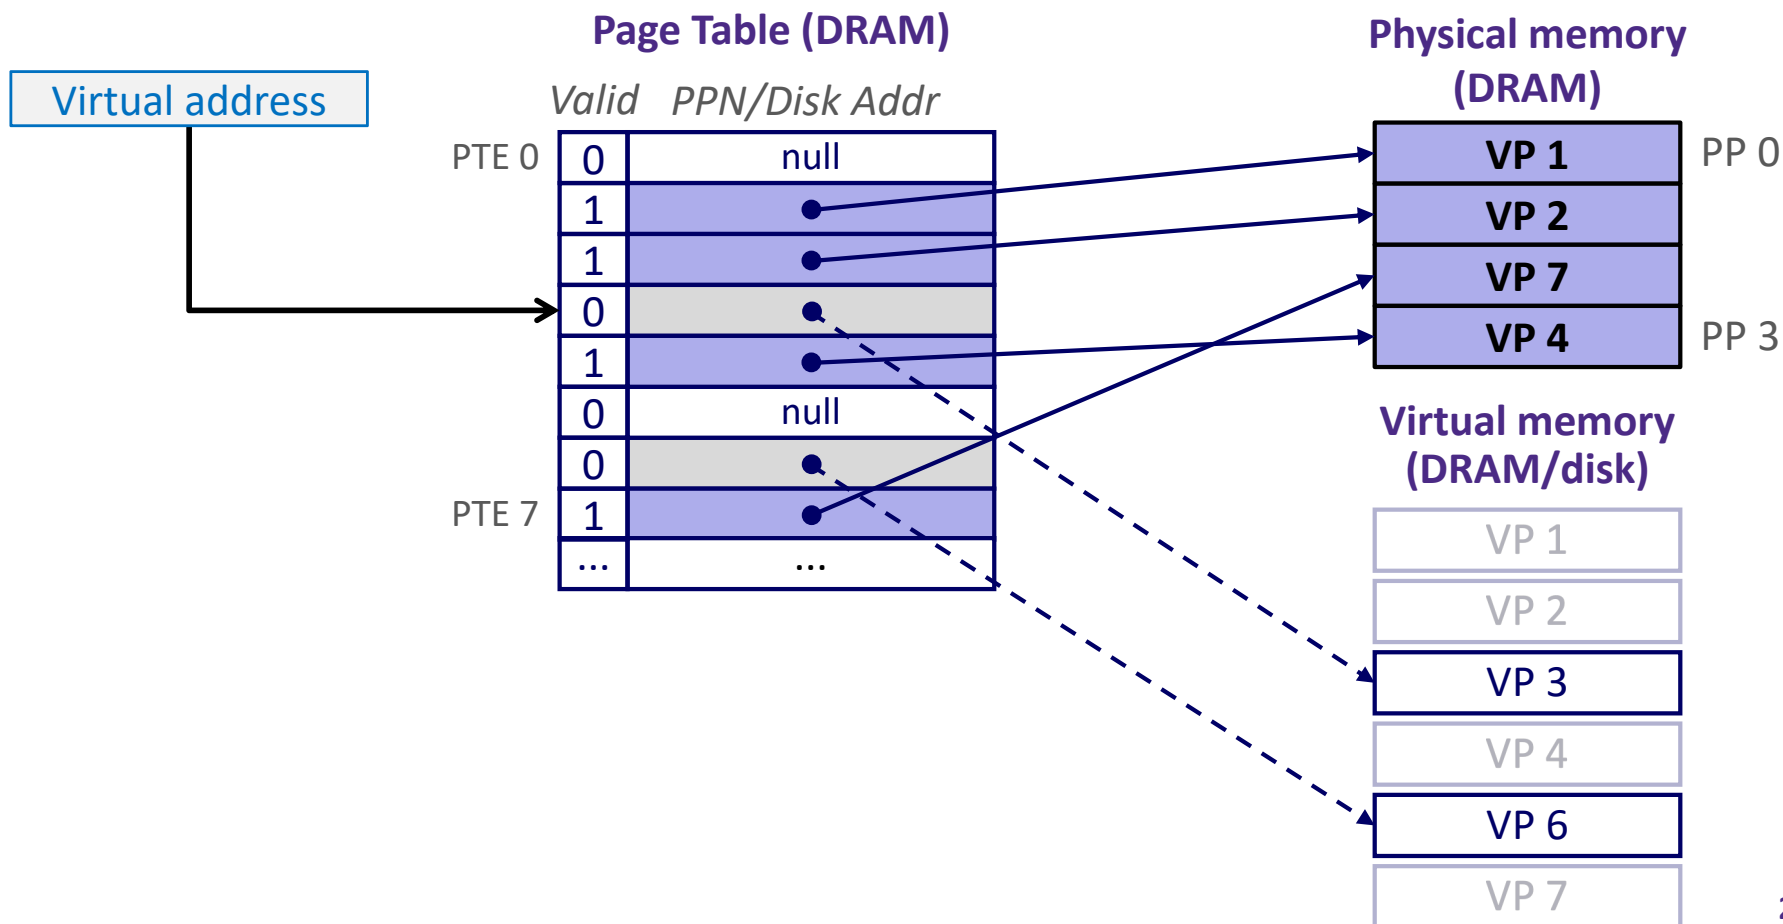 Page Table (DRAM)
Physical memory
(DRAM)
Virtual address
Valid PPN/Disk Addr
PTE 0 0 null
1
1
0
1
0 null
0
PTE 7 1
... ...
VP 1 PP 0
VP 2
VP 7
VP 4 PP 3
Virtual memory
(DRAM/disk)
VP 1
VP 2
VP 3
VP 4
VP 6
VP 7